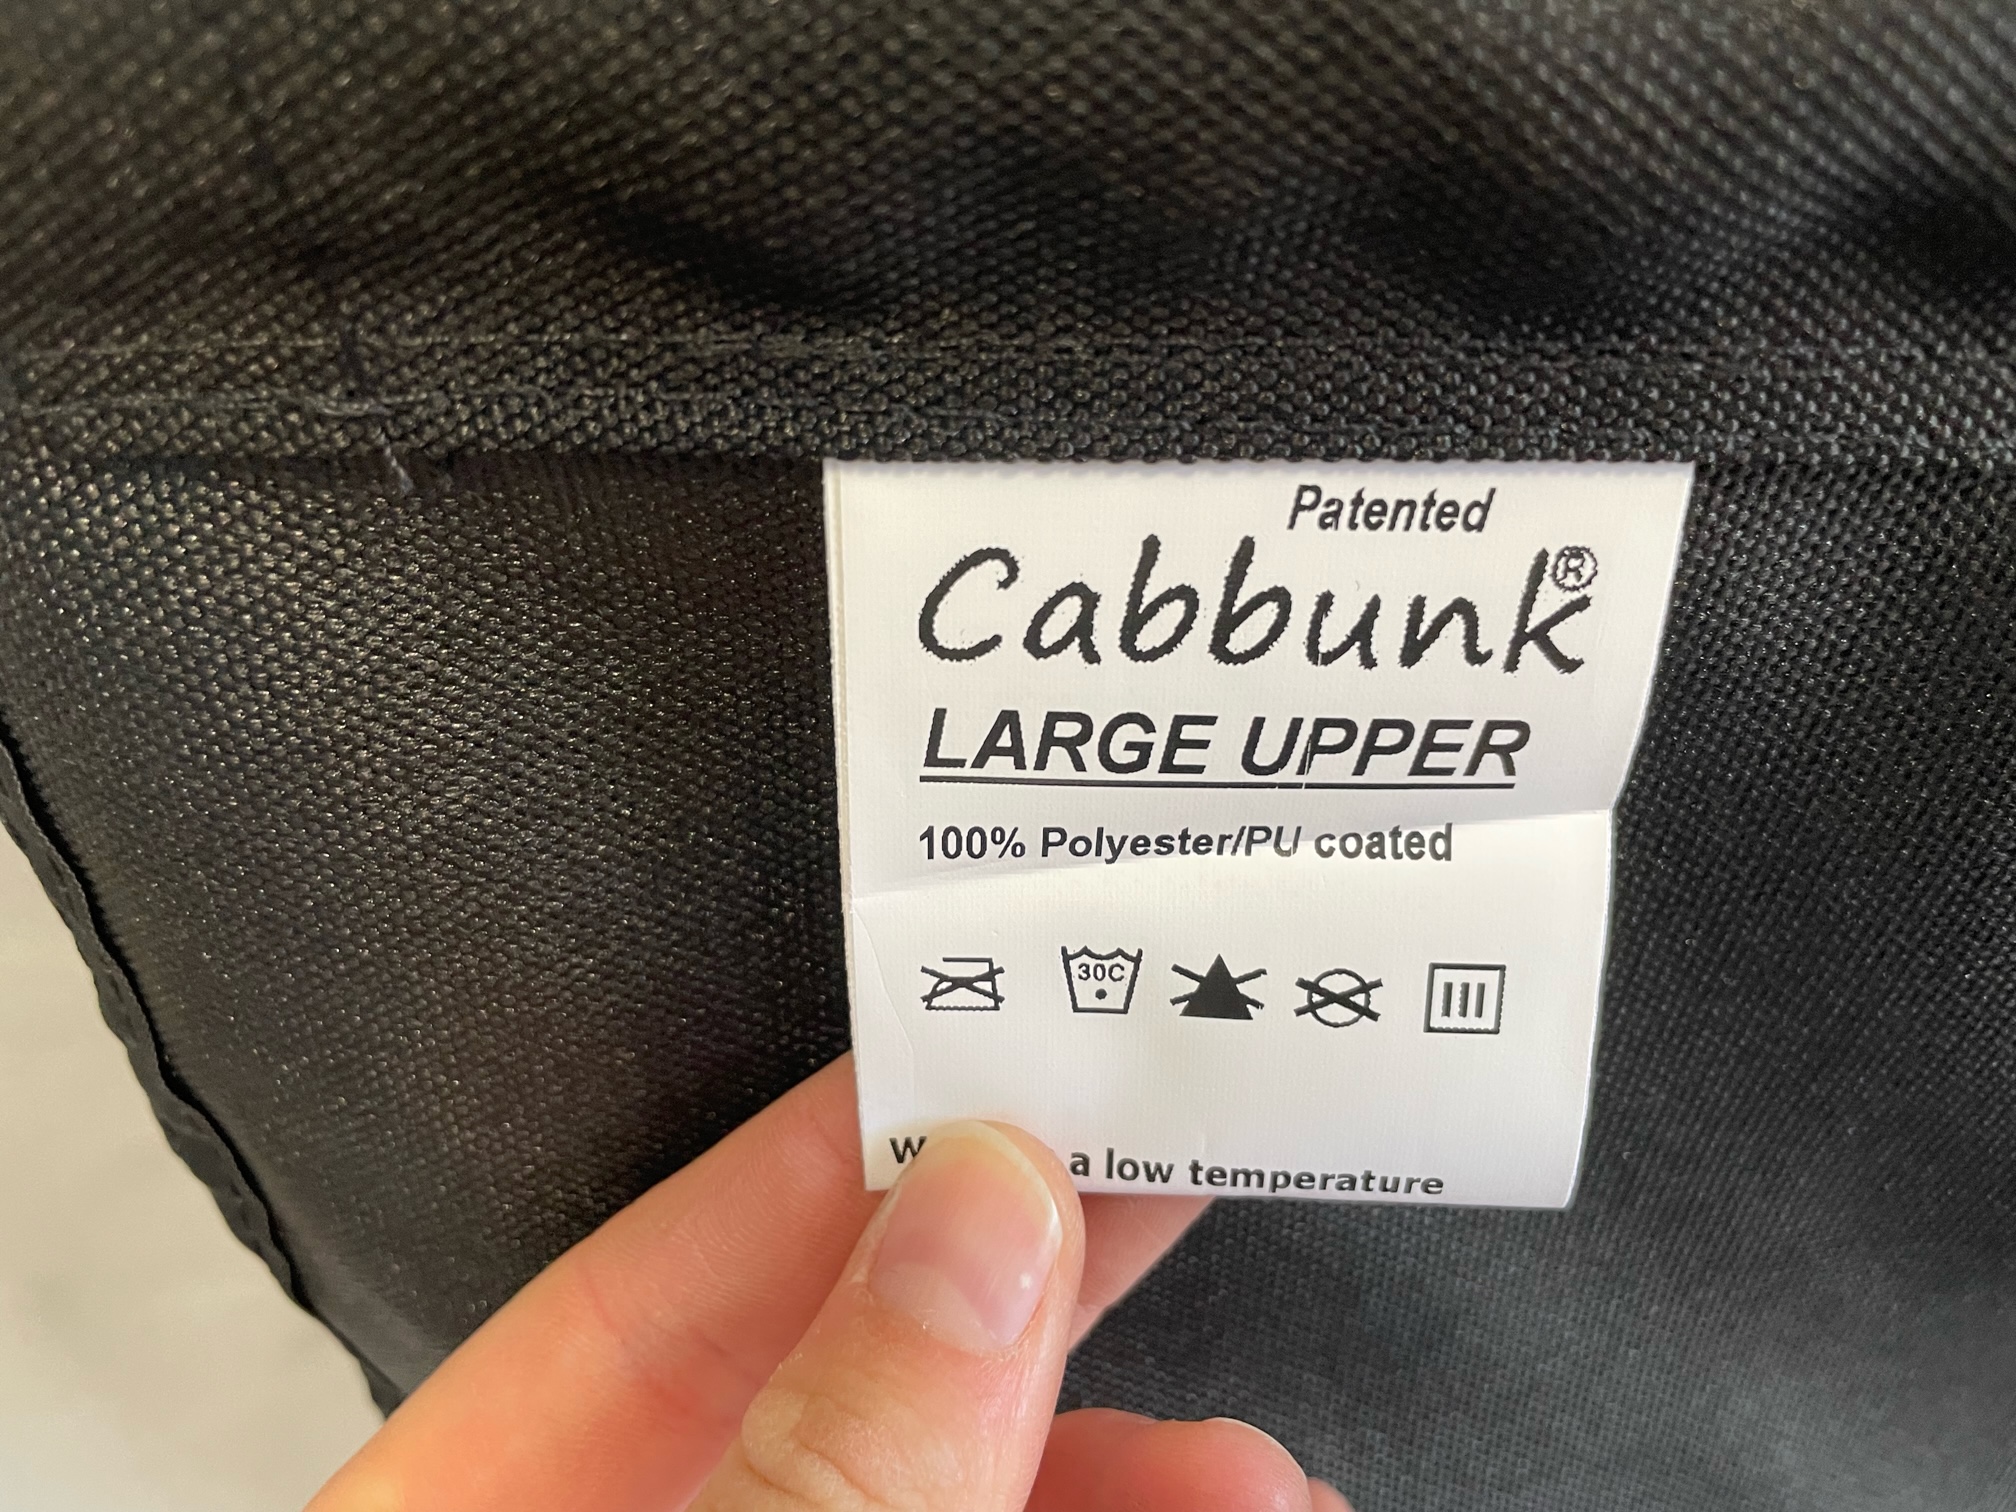 Patented
Cabbunk®
LARGE UPPER
100% Polyester/PU coated
30C
a low temperature